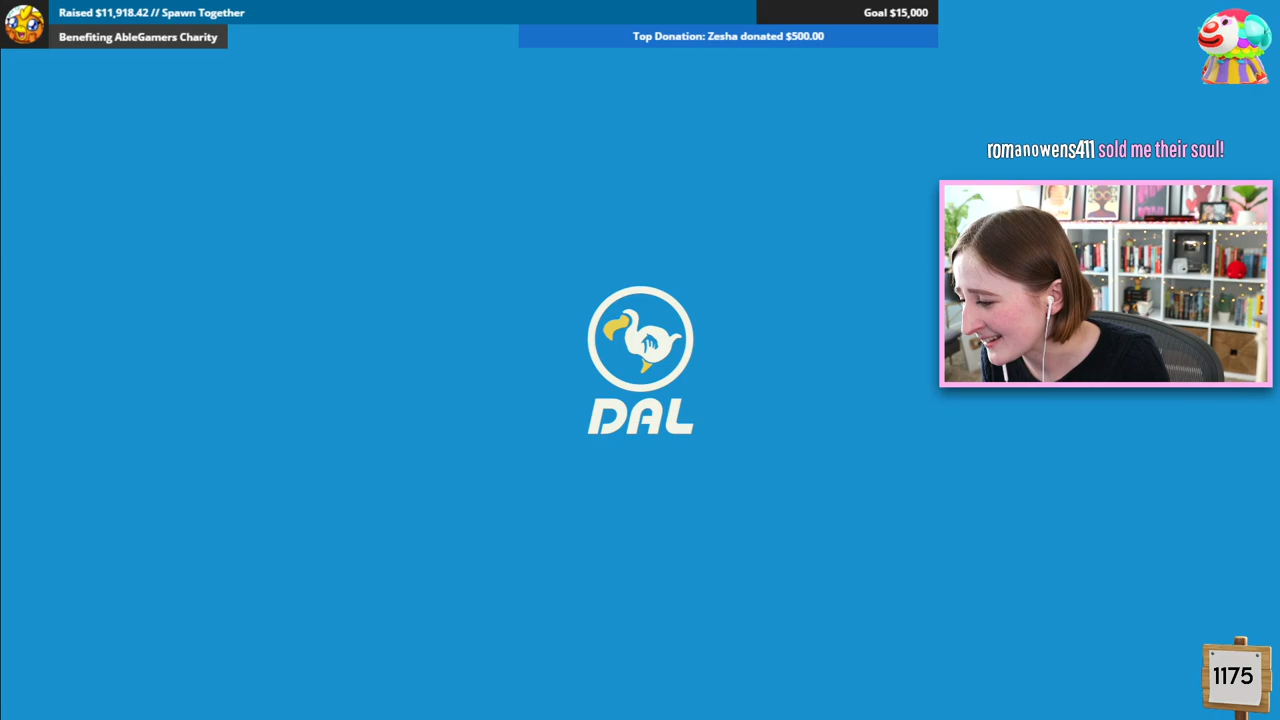 Raised $11,918.42 // Spawn Together
Goal $15,000
Benefiting AbleGamers Charity
Top Donation: Zesha donated $500.00
romanowens411 sold me their soul!
DAL
1175